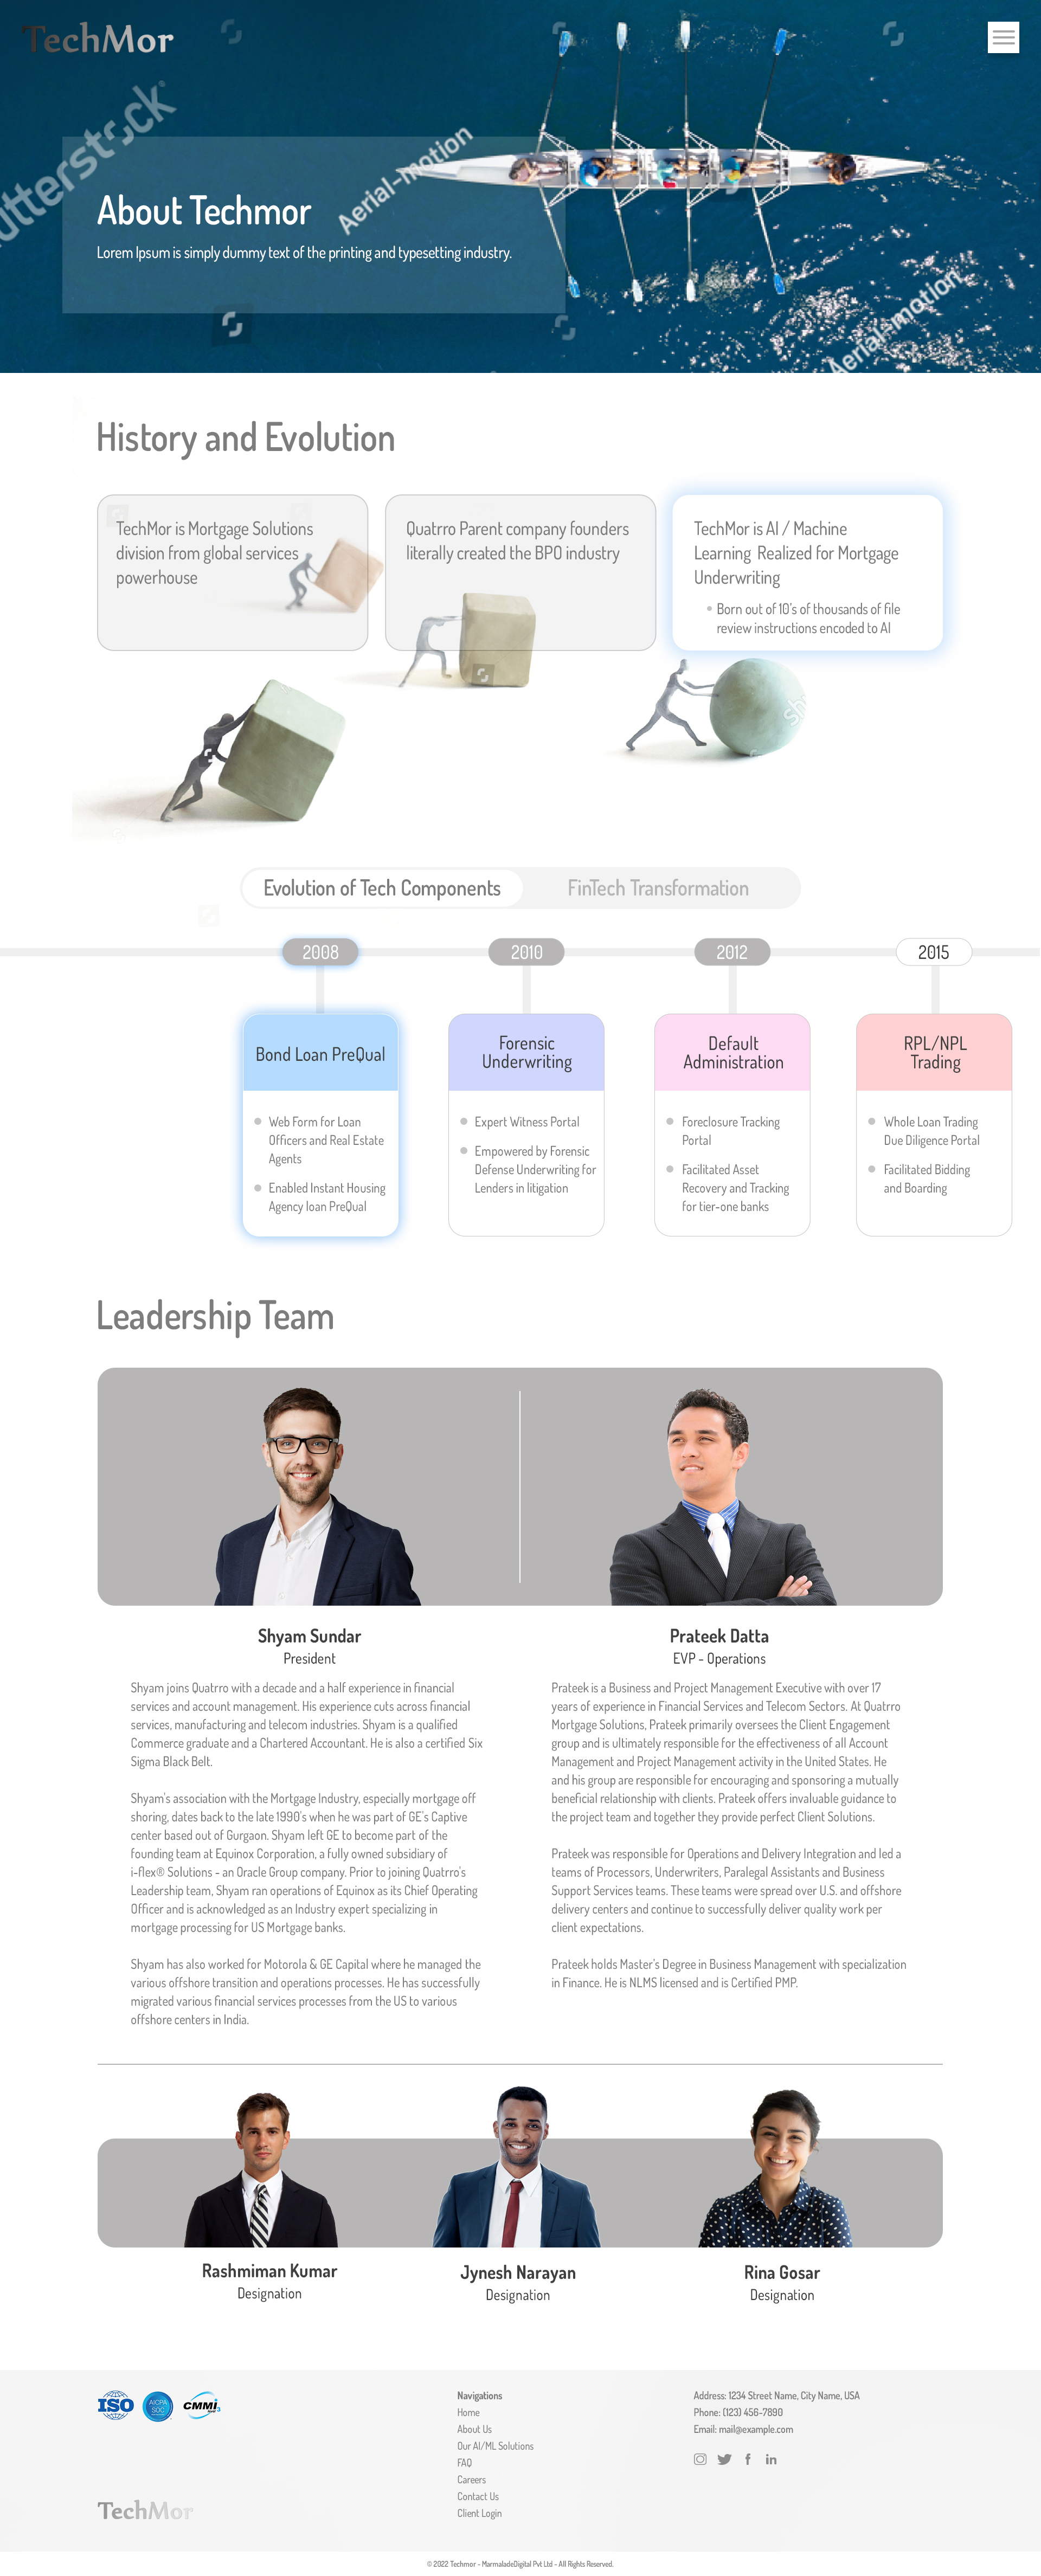 TechMor
utterstock
Aerial-motion
About Techmor
Lorem Ipsum is simply dummy text of the printing and typesetting industry.
Aerial-motion
History and Evolution
TechMor is Mortgage Solutions
division from global services
powerhouse
Quatrro Parent company founders
literally created the BPO industry
TechMor is AI / Machine
Learning Realized for Mortgage
Underwriting
Born out of 10's of thousands of file
review instructions encoded to AI
sh
Evolution of Tech Components
FinTech Transformation
2008
2010
2012
2015
Bond Loan PreQual
Web Form for Loan
Officers and Real Estate
Agents
Enabled Instant Housing
Agency loan PreQual
Forensic
Underwriting
Expert Witness Portal
Empowered by Forensic
Defense Underwriting for
Lenders in litigation
Default
Administration
Foreclosure Tracking
Portal
Facilitated Asset
Recovery and Tracking
for tier-one banks
RPL/NPL
Trading
Whole Loan Trading
Due Diligence Portal
Facilitated Bidding
and Boarding
Leadership Team
Shyam Sundar
President
Shyam joins Quatrro with a decade and a half experience in financial
services and account management. His experience cuts across financial
services, manufacturing and telecom industries. Shyam is a qualified
Commerce graduate and a Chartered Accountant. He is also a certified Six
Sigma Black Belt.
Shyam's association with the Mortgage Industry, especially mortgage off
shoring, dates back to the late 1990's when he was part of GE's Captive
center based out of Gurgaon. Shyam left GE to become part of the
founding team at Equinox Corporation, a fully owned subsidiary of
i-flex® Solutions - an Oracle Group company. Prior to joining Quatrro's
Leadership team, Shyam ran operations of Equinox as its Chief Operating
Officer and is acknowledged as an Industry expert specializing in
mortgage processing for US Mortgage banks.
Shyam has also worked for Motorola & GE Capital where he managed the
various offshore transition and operations processes. He has successfully
migrated various financial services processes from the US to various
offshore centers in India.
Prateek Datta
EVP - Operations
Prateek is a Business and Project Management Executive with over 17
years of experience in Financial Services and Telecom Sectors. At Quatrro
Mortgage Solutions, Prateek primarily oversees the Client Engagement
group and is ultimately responsible for the effectiveness of all Account
Management and Project Management activity in the United States. He
and his group are responsible for encouraging and sponsoring a mutually
beneficial relationship with clients. Prateek offers invaluable guidance to
the project team and together they provide perfect Client Solutions.
Prateek was responsible for Operations and Delivery Integration and led a
teams of Processors, Underwriters, Paralegal Assistants and Business
Support Services teams. These teams were spread over U.S. and offshore
delivery centers and continue to successfully deliver quality work per
client expectations.
Prateek holds Master's Degree in Business Management with specialization
in Finance. He is NLMS licensed and is Certified PMP.
Rashmiman Kumar
Designation
Jynesh Narayan
Designation
Rina Gosar
Designation
ISO
AICPA
SOC
CMMI
TechMor
Navigations
Home
About Us
Our AI/ML Solutions
FAQ
Careers
Contact Us
Client Login
Address: 1234 Street Name, City Name, USA
Phone: (123) 456-7890
Email: mail@example.com
© 2022 Techmor - MarmaladeDigital Pvt Ltd - All Rights Reserved.